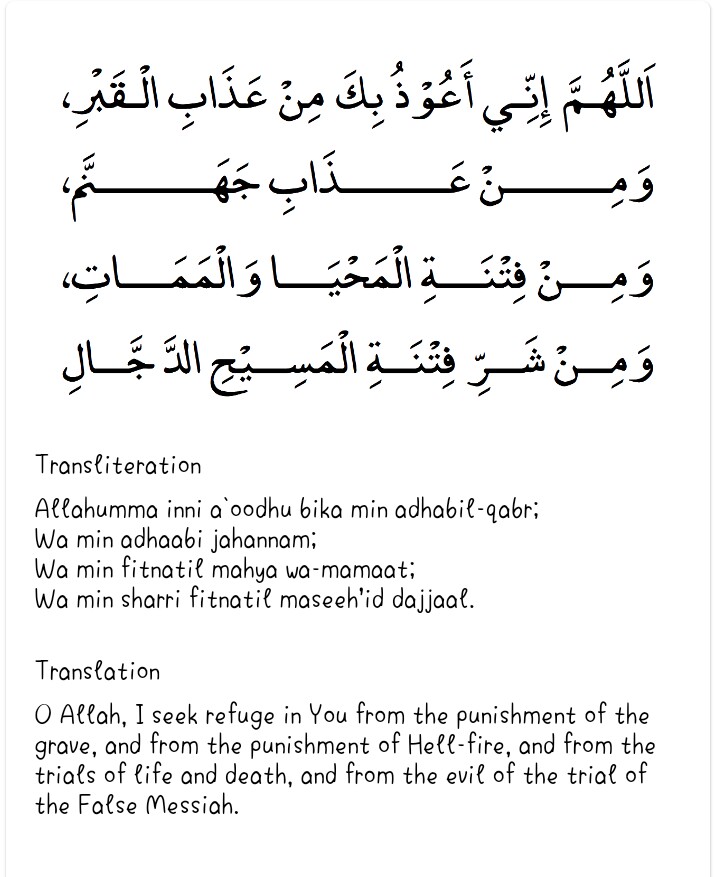 اَللَّهُمَّ إِنِّي أَعُوْذُ بِكَ مِنْ عَذَابِ الْقَبْرِ،
وَمِنْ عَذَابِ جَهَنَّم،
وَمِنْ فِتْنَةِ الْمَحْيَا وَالْمَمَاتِ،
وَمِنْ شَرِّ فِتْنَةِ الْمَسِيْحِ الدَّجَّالِ
Transliteration
Allahumma inni a`oodhu bika min adhabil-qabr;
Wa min adhaabi jahannam;
Wa min fitnatil mahya wa-mamaat;
Wa min sharri fitnatil maseeh'id dajjaal.
Translation
O Allah, I seek refuge in You from the punishment of the
grave, and from the punishment of Hell-fire, and from the
trials of life and death, and from the evil of the trial of
the False Messiah.